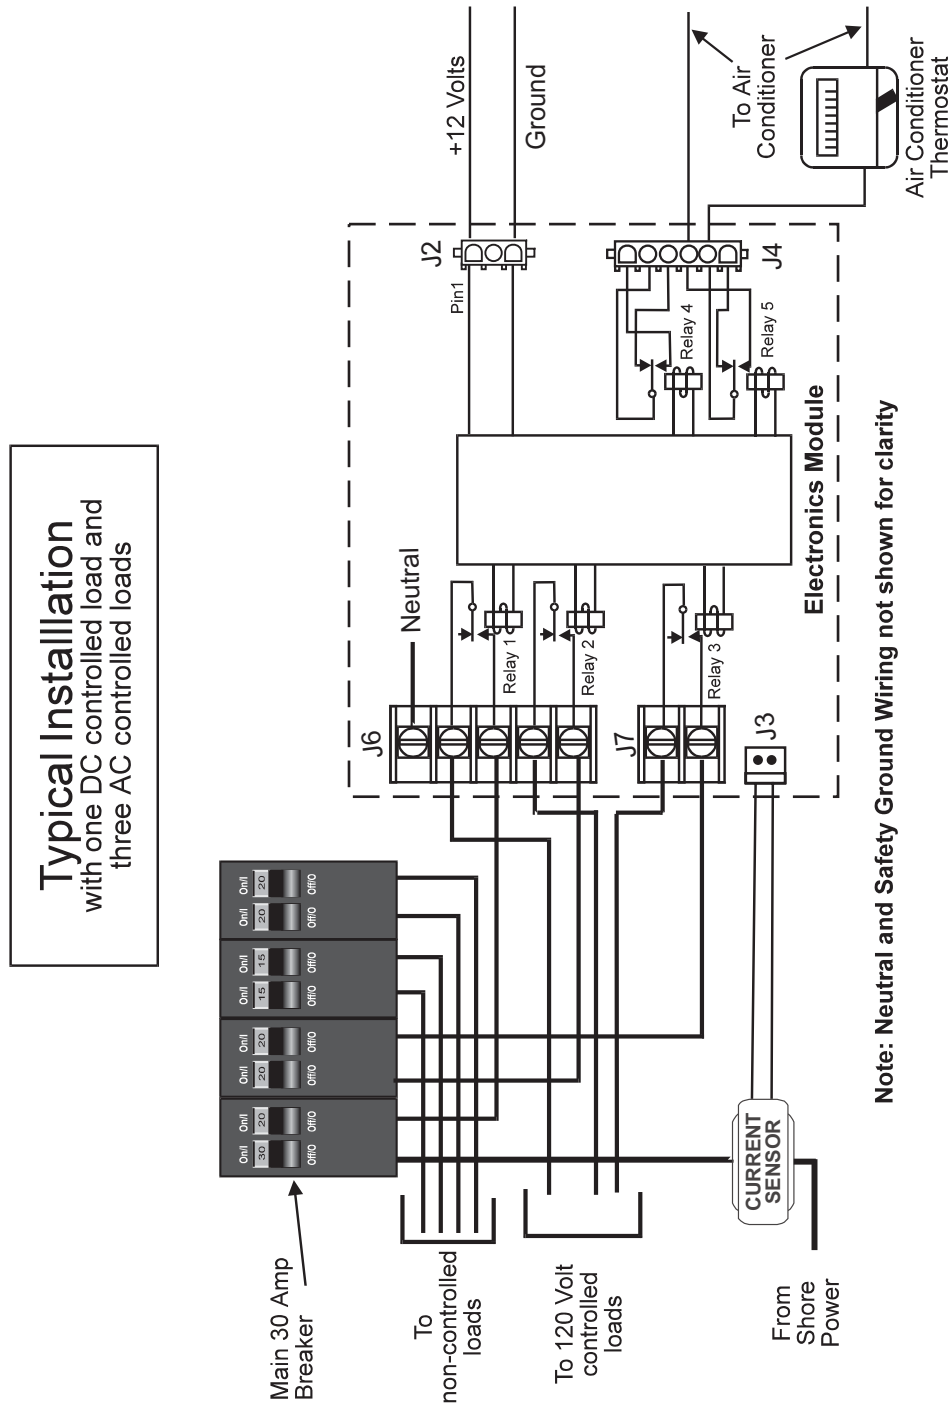 Typical Installlation
with one DC controlled load and
three AC controlled loads
Main 30 Amp
Breaker
On/I
30
Off/O
On/I
20
Off/O
On/I
20
Off/O
On/I
20
Off/O
On/I
15
Off/O
On/I
15
Off/O
On/I
20
Off/O
On/I
20
Off/O
To
non-controlled
loads
To 120 Volt
controlled
loads
From
Shore
Power
CURRENT
SENSOR
J6
J7
J3
Neutral
Relay 1
Relay 2
Relay 3
Electronics Module
Pin1
J2
Relay 4
Relay 5
J4
+12 Volts
Ground
To Air
Conditioner
Air Conditioner
Thermostat
Note: Neutral and Safety Ground Wiring not shown for clarity